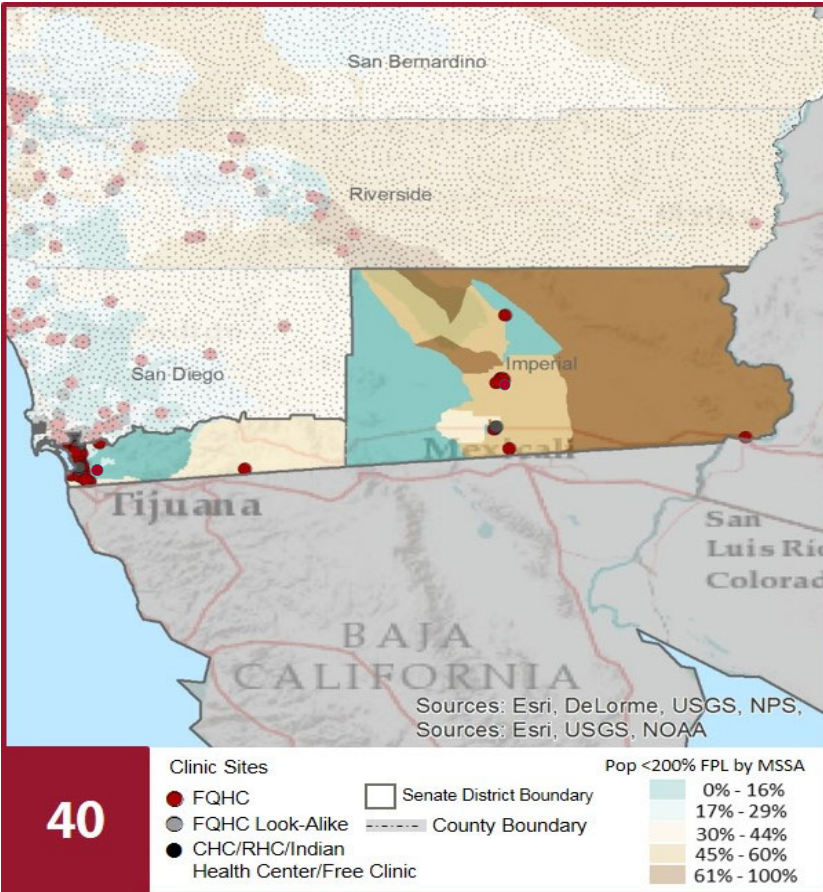 San Bernardino
Riverside
San Diego
Imperial
Mexicali
Tijuana
San
Luis Río
Colorad
BAJA
CALIFORNIA
Sources: Esri, DeLorme, USGS, NPS,
Sources: Esri, USGS, NOAA
40
Clinic Sites
FQHC
FQHC Look-Alike
CHC/RHC/Indian
Health Center/Free Clinic
Senate District Boundary
County Boundary
Pop <200% FPL by MSSA
0% - 16%
17% - 29%
30% - 44%
45% - 60%
61% - 100%